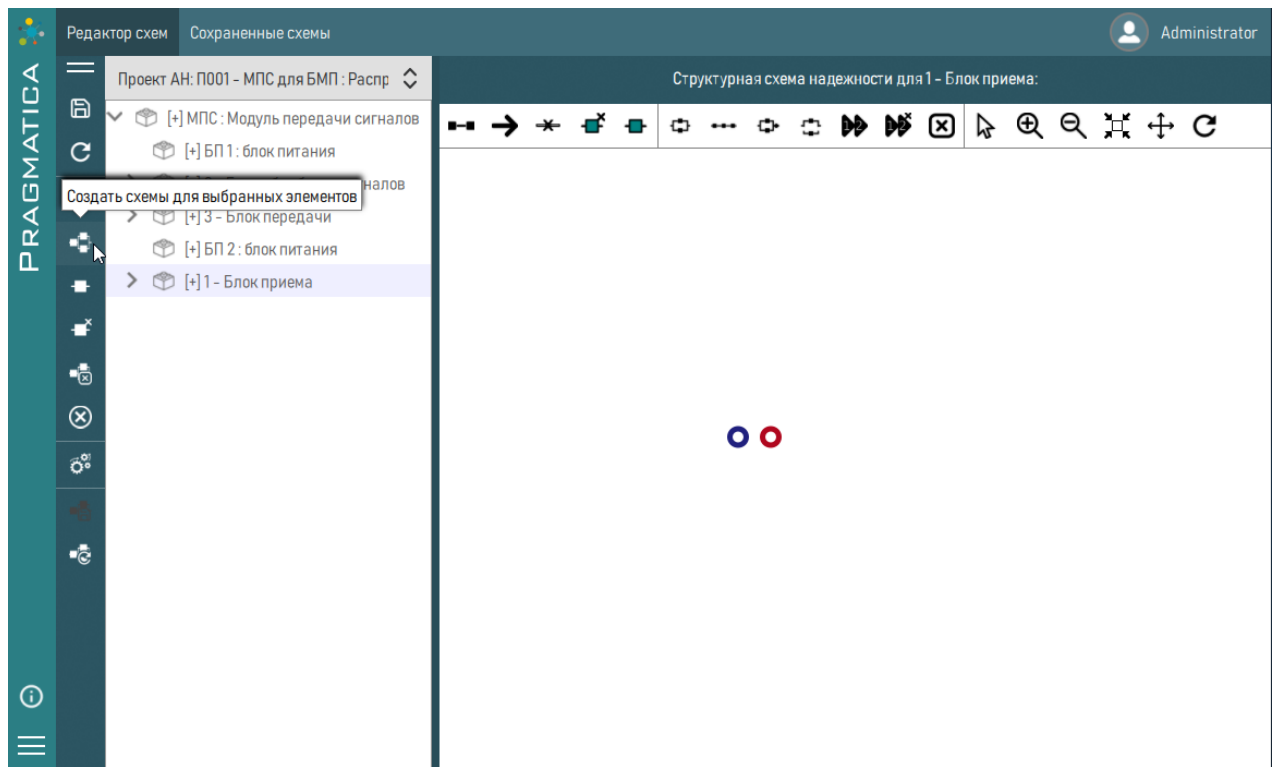 Редактор схем
Сохраненные схемы
Administrator
PRAGMATICA
Проект АН: П001 - МПС для БМП : Распр
Структурная схема надежности для 1 - Блок приема:
[+] МПС : Модуль передачи сигналов
[+] БП 1 : блок питания
налов
Создать схемы для выбранных элементов
[+] 3 - Блок передачи
[+] БП 2 : блок питания
[+] 1 - Блок приема